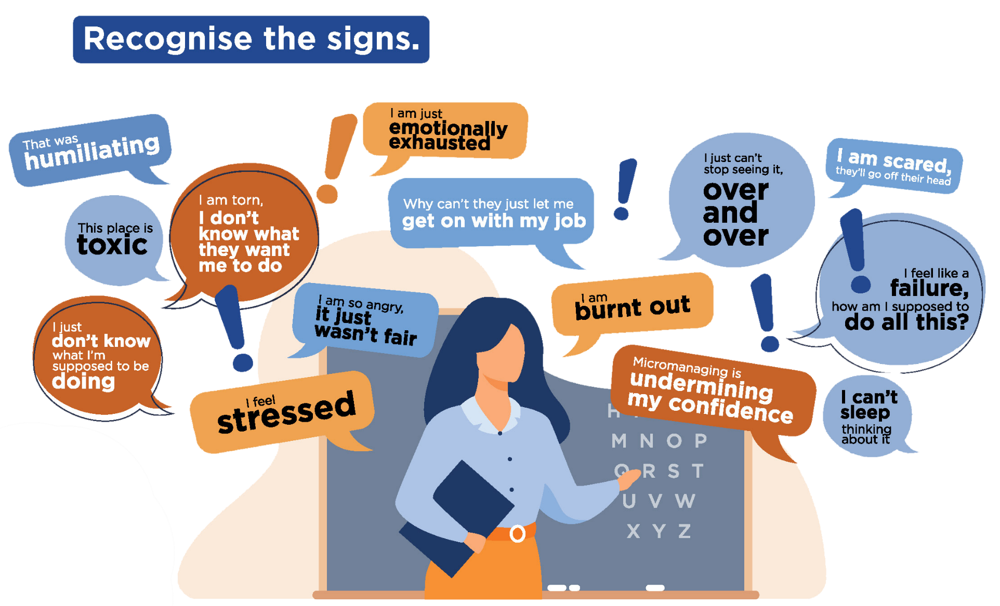 Recognise the signs.
That was
humiliating
I am just
emotionally
exhausted
I just can't
stop seeing it,
over
and
over
I am scared,
they'll go off their head
This place is
toxic
I am torn,
I don't
know what
they want
me to do
Why can't they just let me
get on with my job
I feel like a
failure,
how am I supposed to
do all this?
I just
don't know
what I'm
supposed to be
doing
I am so angry,
it just
wasn't fair
I am
burnt out
I feel
stressed
Micromanaging is
undermining
my confidence
I can't
sleep
thinking
about it
H
M N O P
Q R S T
U V W
X Y Z